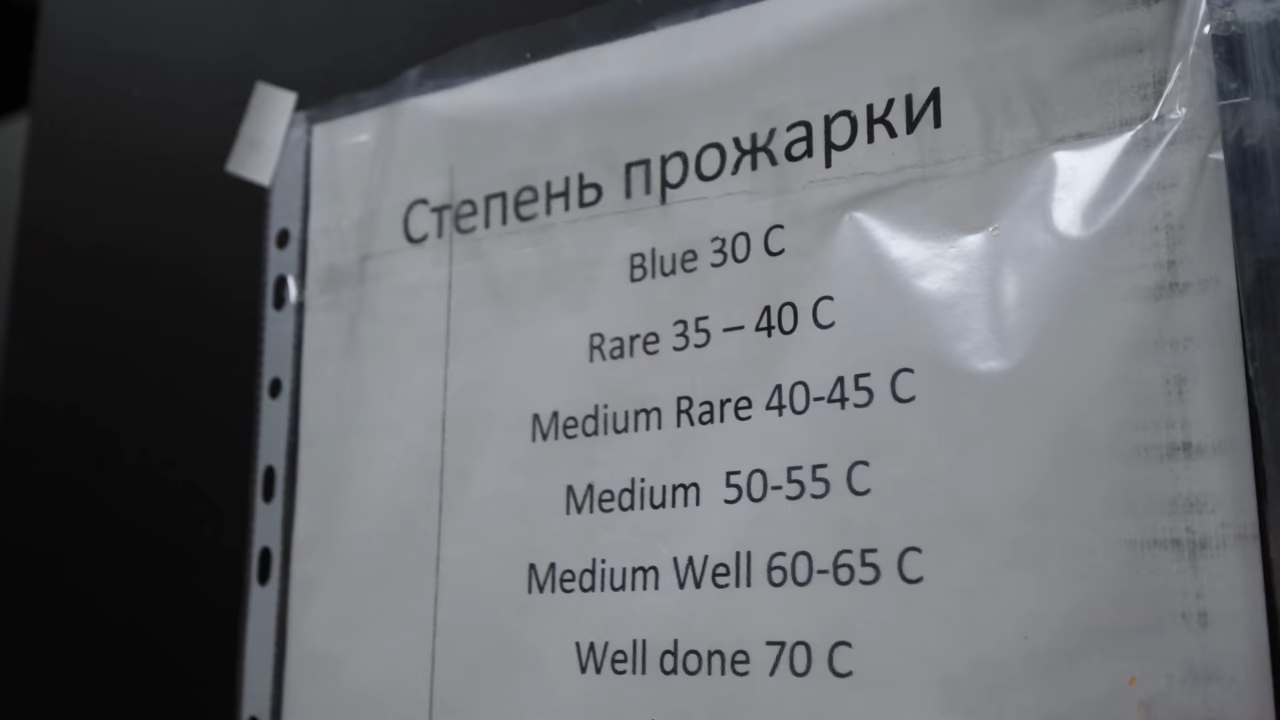 Степень прожарки
Blue 30 C
Rare 35 – 40 C
Medium Rare 40-45 C
Medium 50-55 C
Medium Well 60-65 C
Well done 70 C